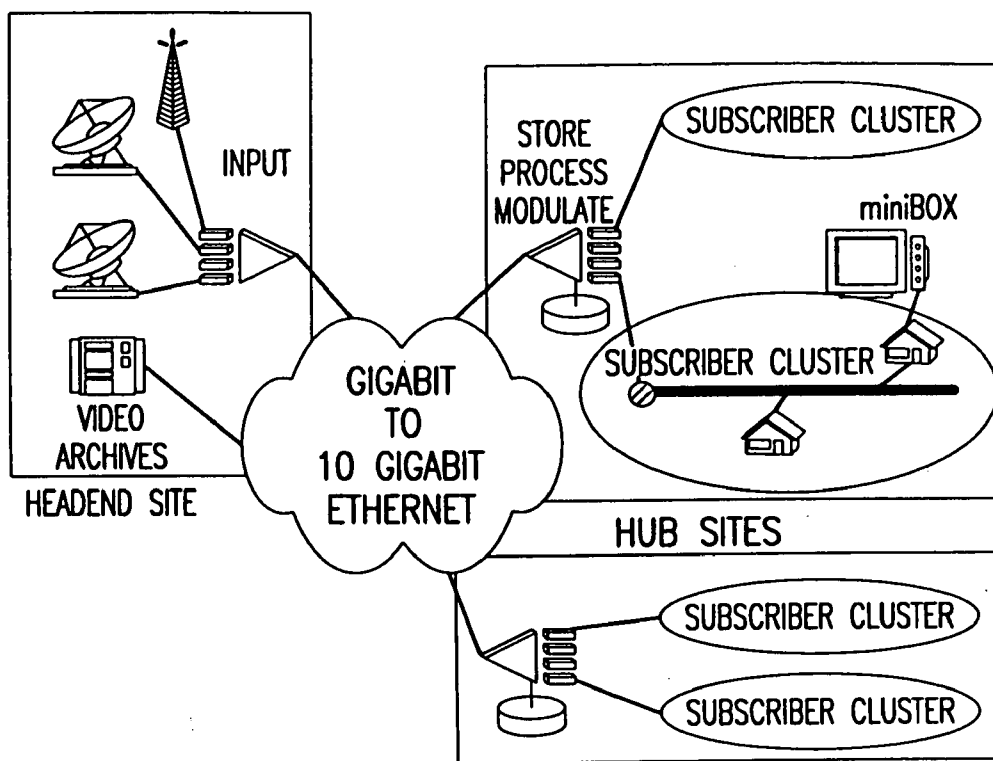 INPUT
VIDEO
ARCHIVES
HEADEND SITE
GIGABIT
TO
10 GIGABIT
ETHERNET
STORE
PROCESS
MODULATE
SUBSCRIBER CLUSTER
miniBOX
SUBSCRIBER CLUSTER
HUB SITES
SUBSCRIBER CLUSTER
SUBSCRIBER CLUSTER